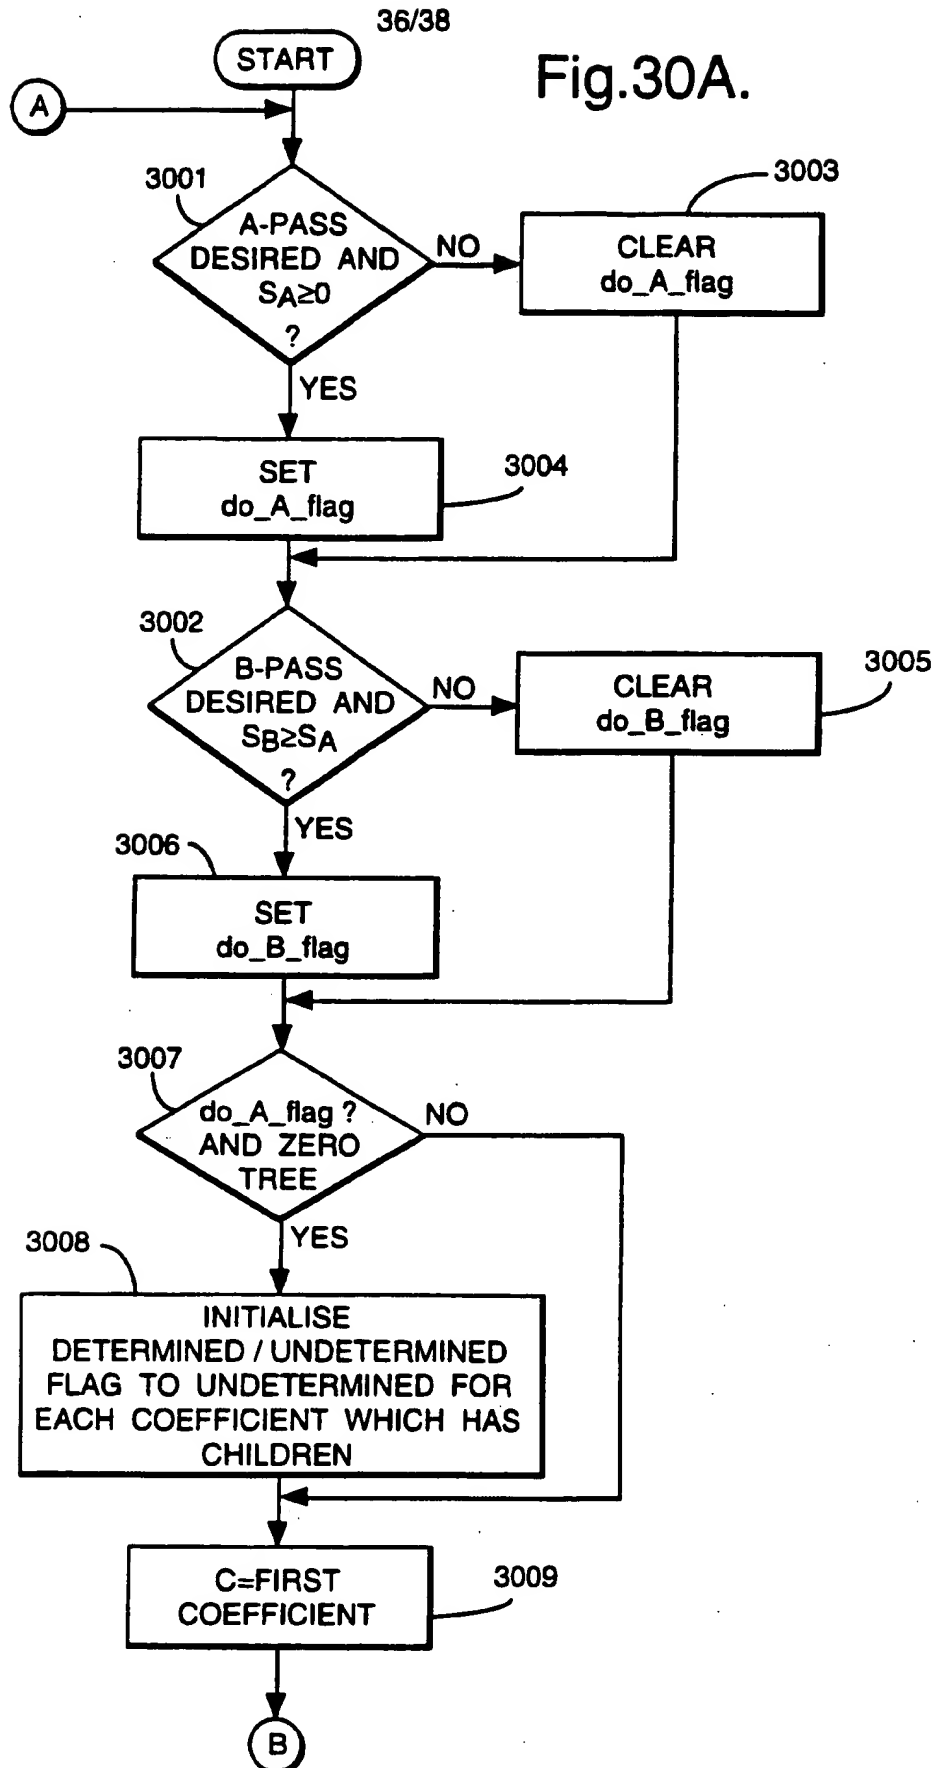 36/38
START
Fig.30A.
A
3001
A-PASS
DESIRED AND
SA≥0
?
NO
3003
CLEAR
do_A_flag
YES
SET
do_A_flag
3004
3002
B-PASS
DESIRED AND
SB≥SA
?
NO
CLEAR
do_B_flag
3005
YES
3006
SET
do_B_flag
3007
do_A_flag ?
AND ZERO
TREE
NO
YES
3008
INITIALISE
DETERMINED / UNDETERMINED
FLAG TO UNDETERMINED FOR
EACH COEFFICIENT WHICH HAS
CHILDREN
C=FIRST
COEFFICIENT
3009
B